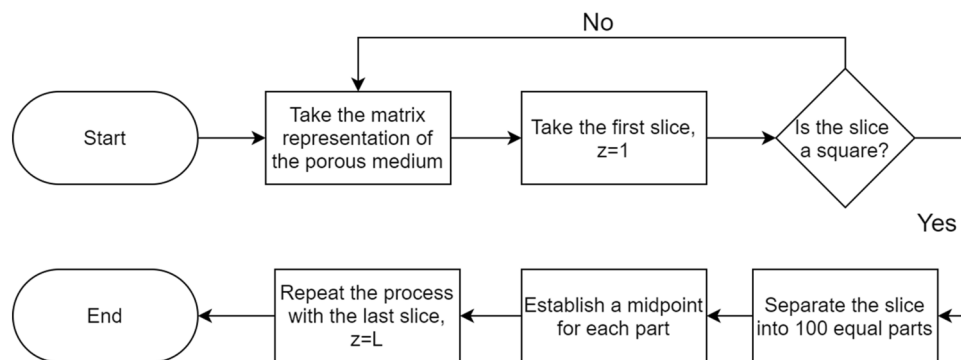 No
Start
Take the matrix
representation of
the porous medium
Take the first slice,
z=1
Is the slice
a square?
Yes
End
Repeat the process
with the last slice,
z=L
Establish a midpoint
for each part
Separate the slice
into 100 equal parts